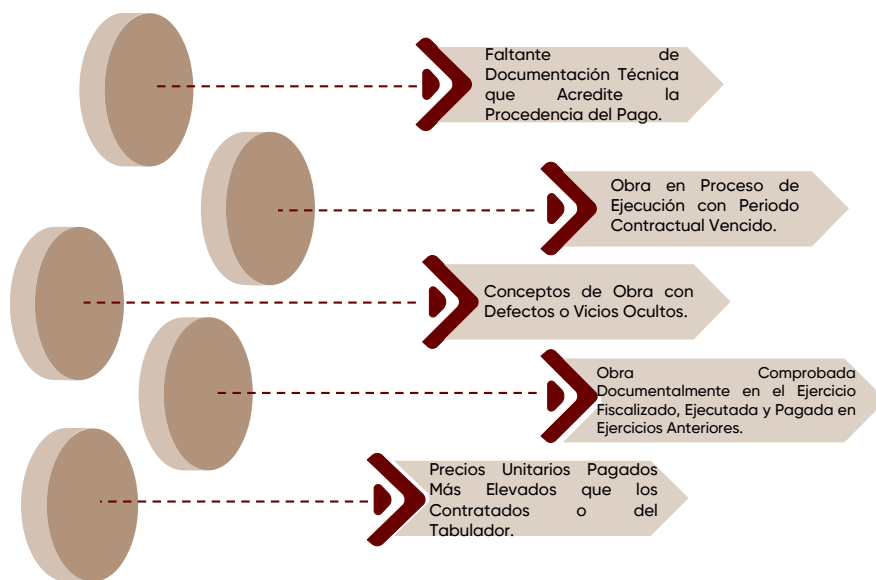 Faltante de
Documentación Técnica
que Acredite la
Procedencia del Pago.
Obra en Proceso de
Ejecución con Periodo
Contractual Vencido.
Conceptos de Obra con
Defectos o Vicios Ocultos.
Obra Comprobada
Documentalmente en el Ejercicio
Fiscalizado, Ejecutada y Pagada en
Ejercicios Anteriores.
Precios Unitarios Pagados
Más Elevados que los
Contratados o del
Tabulador.